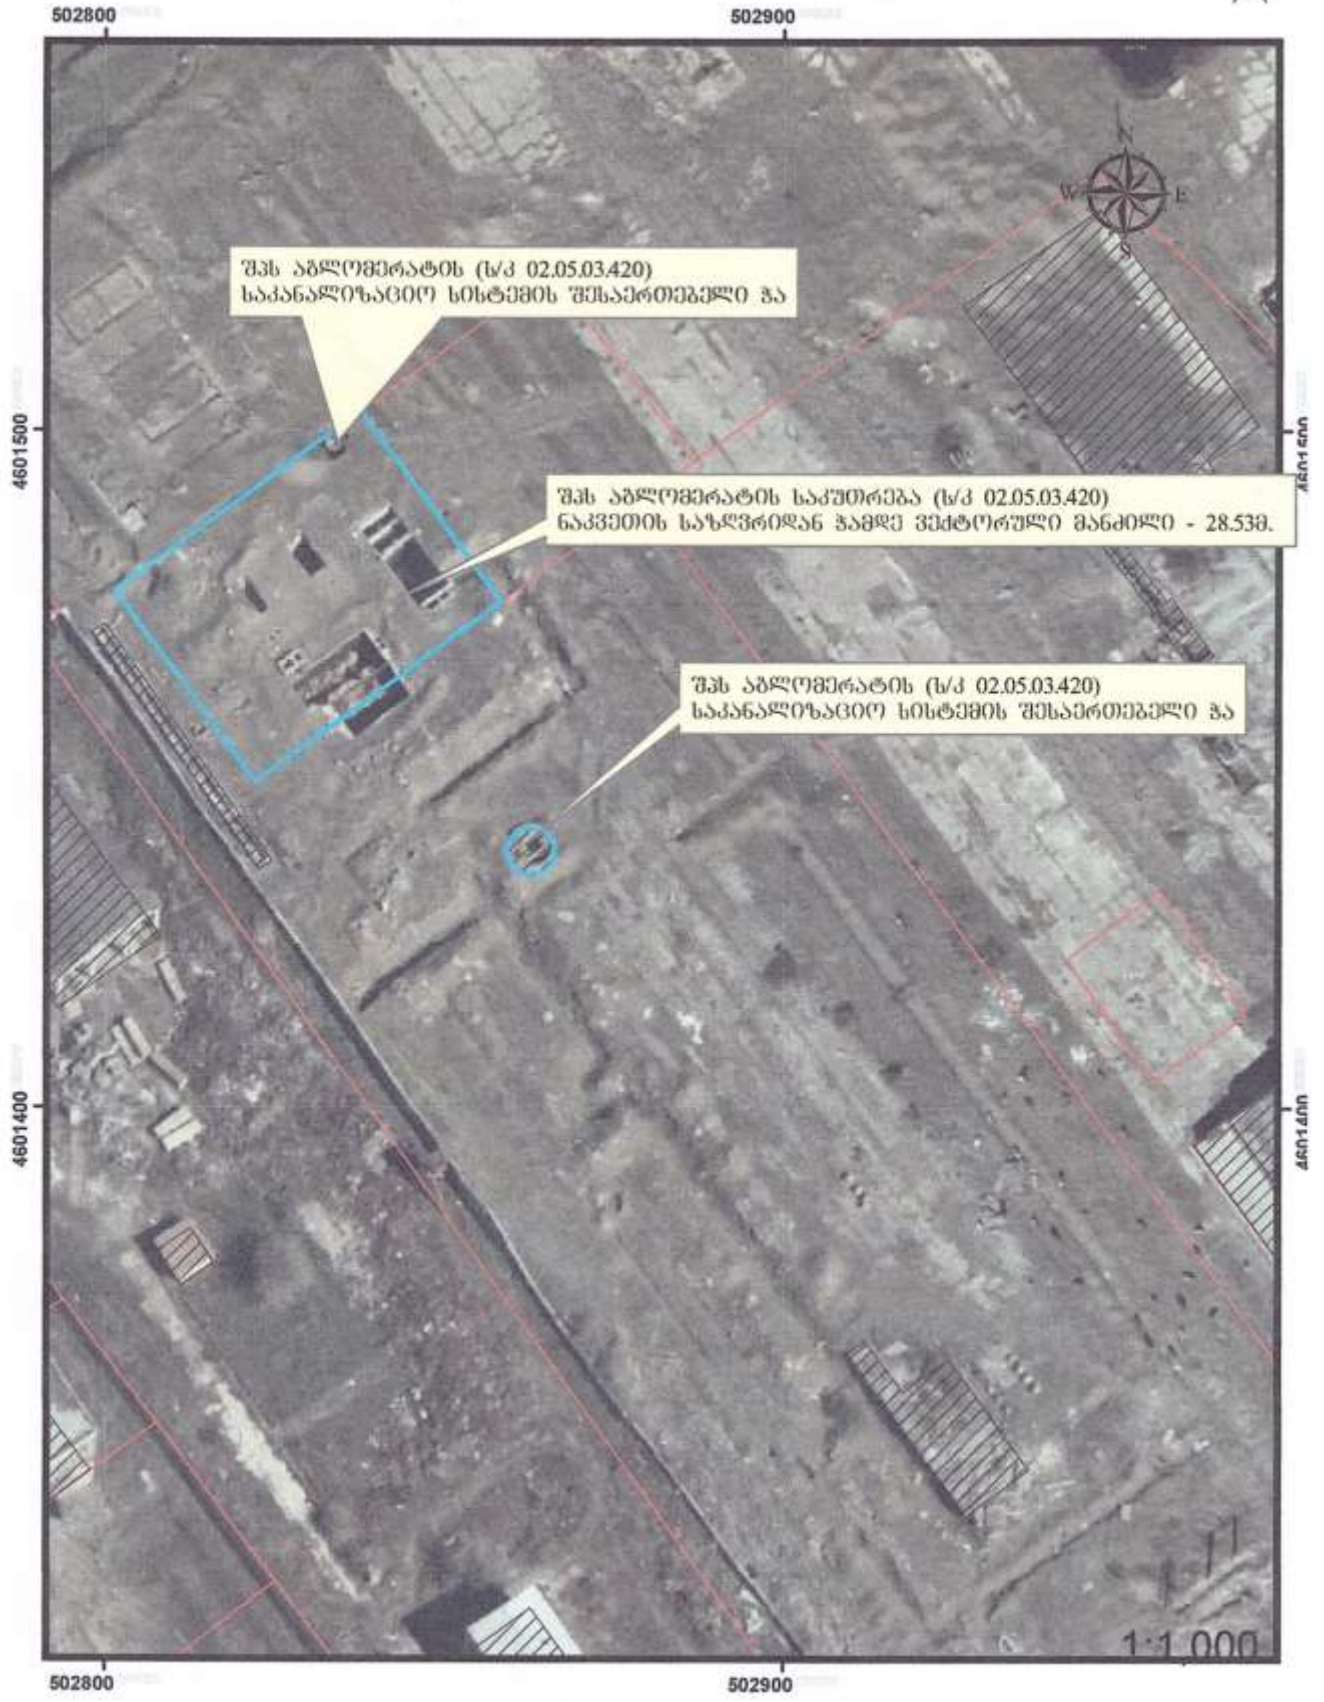 502800
502900
N
W
E
S
შპს აგლომერატის (ს/კ 02.05.03.420)
საკანალიზაციო სისტემის შესაერთებელი ჭა
4601500
4601500
შპს აგლომერატის საკუთრება (ს/კ 02.05.03.420)
ნაკვეთის საზღვრიდან ჭამდე ვექტორული მანძილი - 28.53მ.
შპს აგლომერატის (ს/კ 02.05.03.420)
საკანალიზაციო სისტემის შესაერთებელი ჭა
4601400
4601400
1:1,000
502800
502900